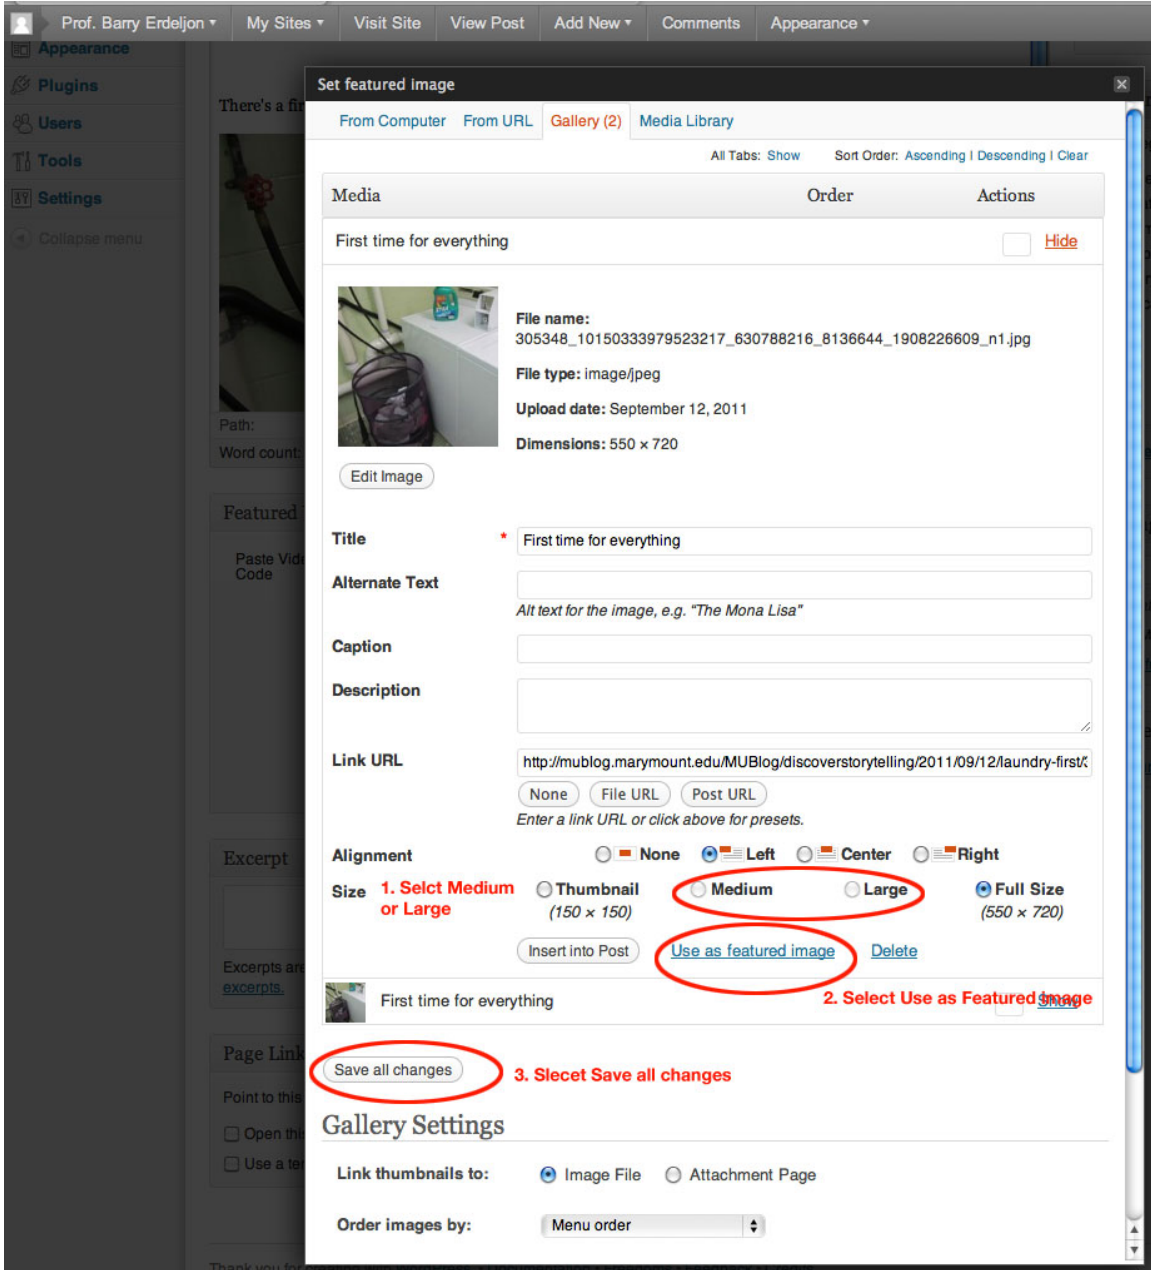 Prof. Barry Erdeljon My Sites Visit Site View Post Add New Comments Appearance
Appearance
Plugins
Users
Tools
Settings
Collapse menu
There's a fir
Path:
Word count:
Featured
Paste Vide
Code
Excerpt
Excerpts are
excerpts.
Page Link
Point to this
Open this
Use a te
Set featured image
From Computer From URL Gallery (2) Media Library
All Tabs: Show Sort Order: Ascending | Descending | Clear
Media Order Actions
First time for everything Hide
File name:
305348_10150333979523217_630788216_8136644_1908226609_n1.jpg
File type: image/jpeg
Upload date: September 12, 2011
Dimensions: 550 × 720
Edit Image
Title * First time for everything
Alternate Text
Alt text for the image, e.g. "The Mona Lisa"
Caption
Description
Link URL http://mublog.marymount.edu/MUBlog/discoverstorytelling/2011/09/12/laundry-first/
None File URL Post URL
Enter a link URL or click above for presets.
Alignment None Left Center Right
Size 1. Selct Medium Thumbnail Medium Large Full Size
or Large (150 × 150) (550 × 720)
Insert into Post Use as featured image Delete
First time for everything 2. Select Use as Featured Image Show
Save all changes 3. Slecet Save all changes
Gallery Settings
Link thumbnails to: Image File Attachment Page
Order images by: Menu order